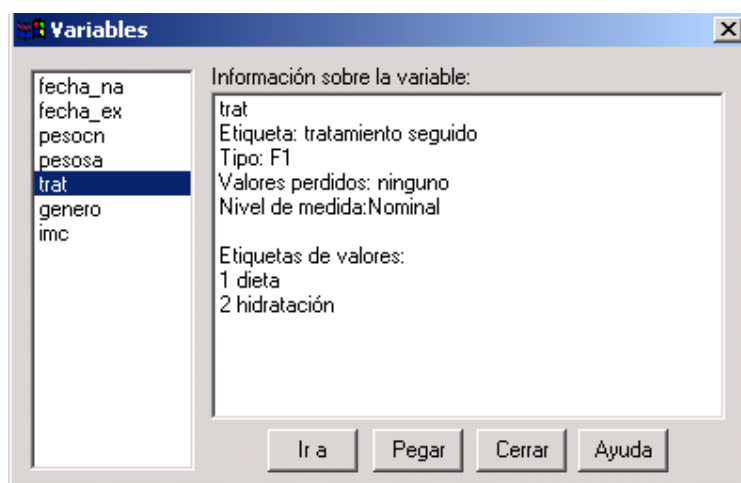 Variables
fecha_na
fecha_ex
pesocn
pesosa
trat
genero
imc
Información sobre la variable:
trat
Etiqueta: tratamiento seguido
Tipo: F1
Valores perdidos: ninguno
Nivel de medida:Nominal
Etiquetas de valores:
1 dieta
2 hidratación
Ir a
Pegar
Cerrar
Ayuda